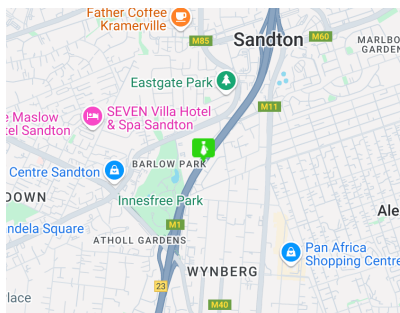 Father Coffee
Kramerville
M85
Sandton
M60
MARLBO
GARDEN
Eastgate Park
M11
SEVEN Villa Hotel
& Spa Sandton
e Maslow
tel Sandton
BARLOW PARK
Centre Sandton
Innesfree Park
DOWN
Ale
M1
ndela Square
ATHOLL GARDENS
Pan Africa
Shopping Centre
WYNBERG
23
lace
M40